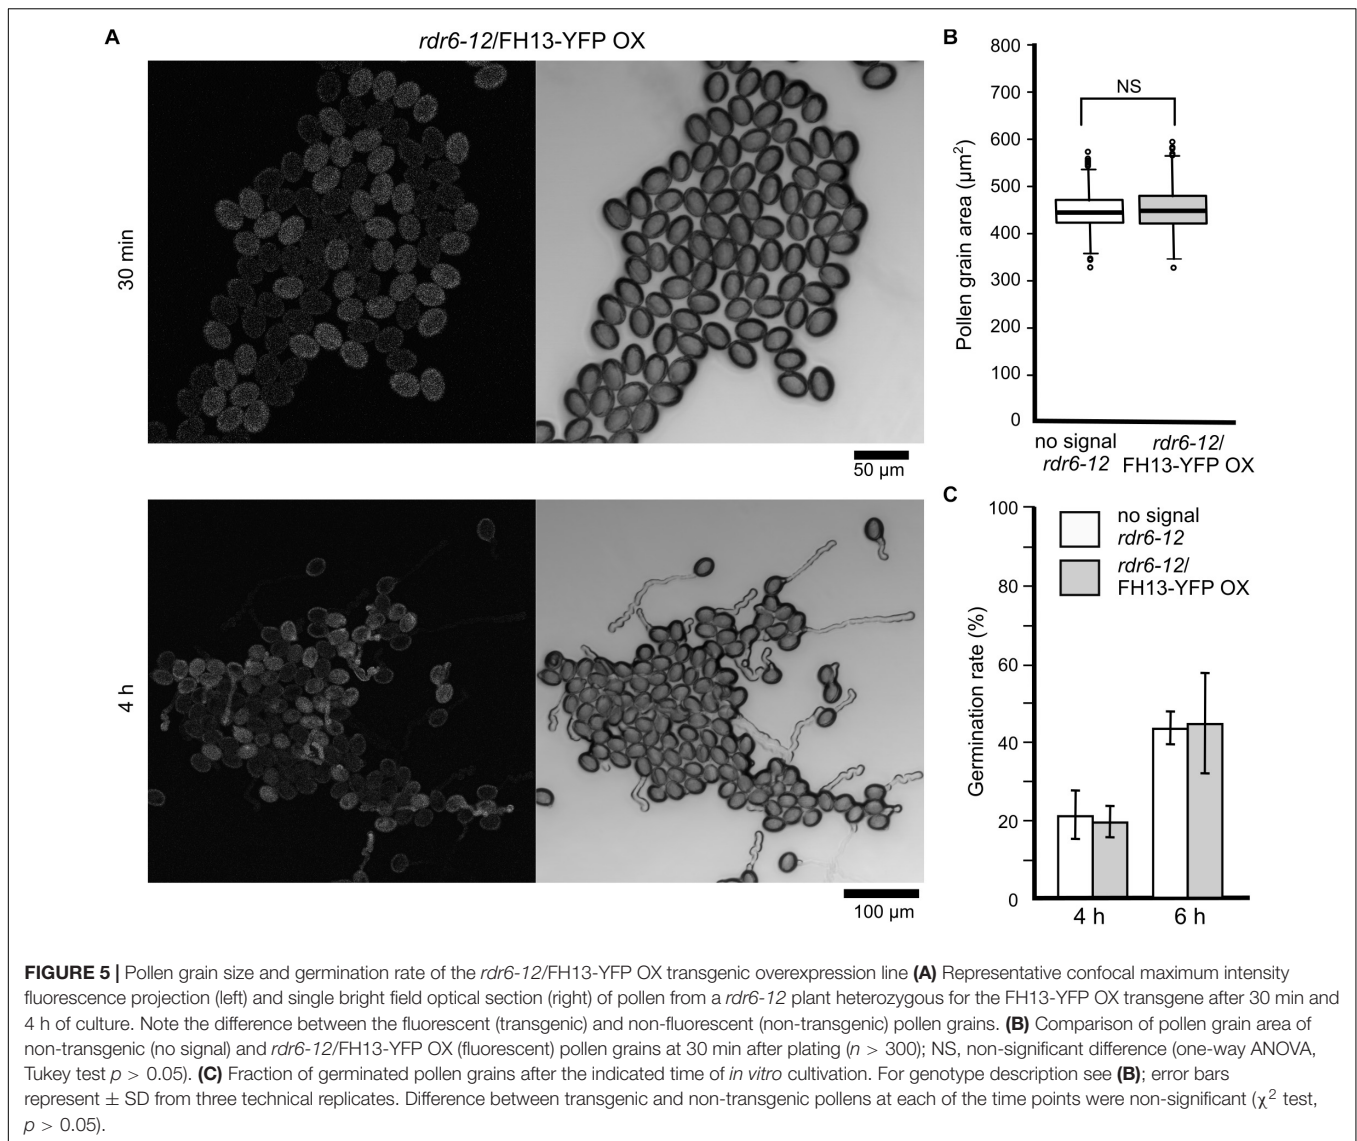 A
rdr6-12/FH13-YFP OX
30 min
50 µm
4 h
100 µm
B
800
700
600
500
400
300
200
100
0
Pollen grain area (µm²)
NS
no signal
rdr6-12
rdr6-12/
FH13-YFP OX
C
100
80
60
40
20
0
Germination rate (%)
no signal
rdr6-12
rdr6-12/
FH13-YFP OX
4 h
6 h
FIGURE 5 | Pollen grain size and germination rate of the rdr6-12/FH13-YFP OX transgenic overexpression line (A) Representative confocal maximum intensity
fluorescence projection (left) and single bright field optical section (right) of pollen from a rdr6-12 plant heterozygous for the FH13-YFP OX transgene after 30 min and
4 h of culture. Note the difference between the fluorescent (transgenic) and non-fluorescent (non-transgenic) pollen grains. (B) Comparison of pollen grain area of
non-transgenic (no signal) and rdr6-12/FH13-YFP OX (fluorescent) pollen grains at 30 min after plating (n > 300); NS, non-significant difference (one-way ANOVA,
Tukey test p > 0.05). (C) Fraction of germinated pollen grains after the indicated time of in vitro cultivation. For genotype description see (B); error bars
represent ± SD from three technical replicates. Difference between transgenic and non-transgenic pollens at each of the time points were non-significant (χ² test,
p > 0.05).